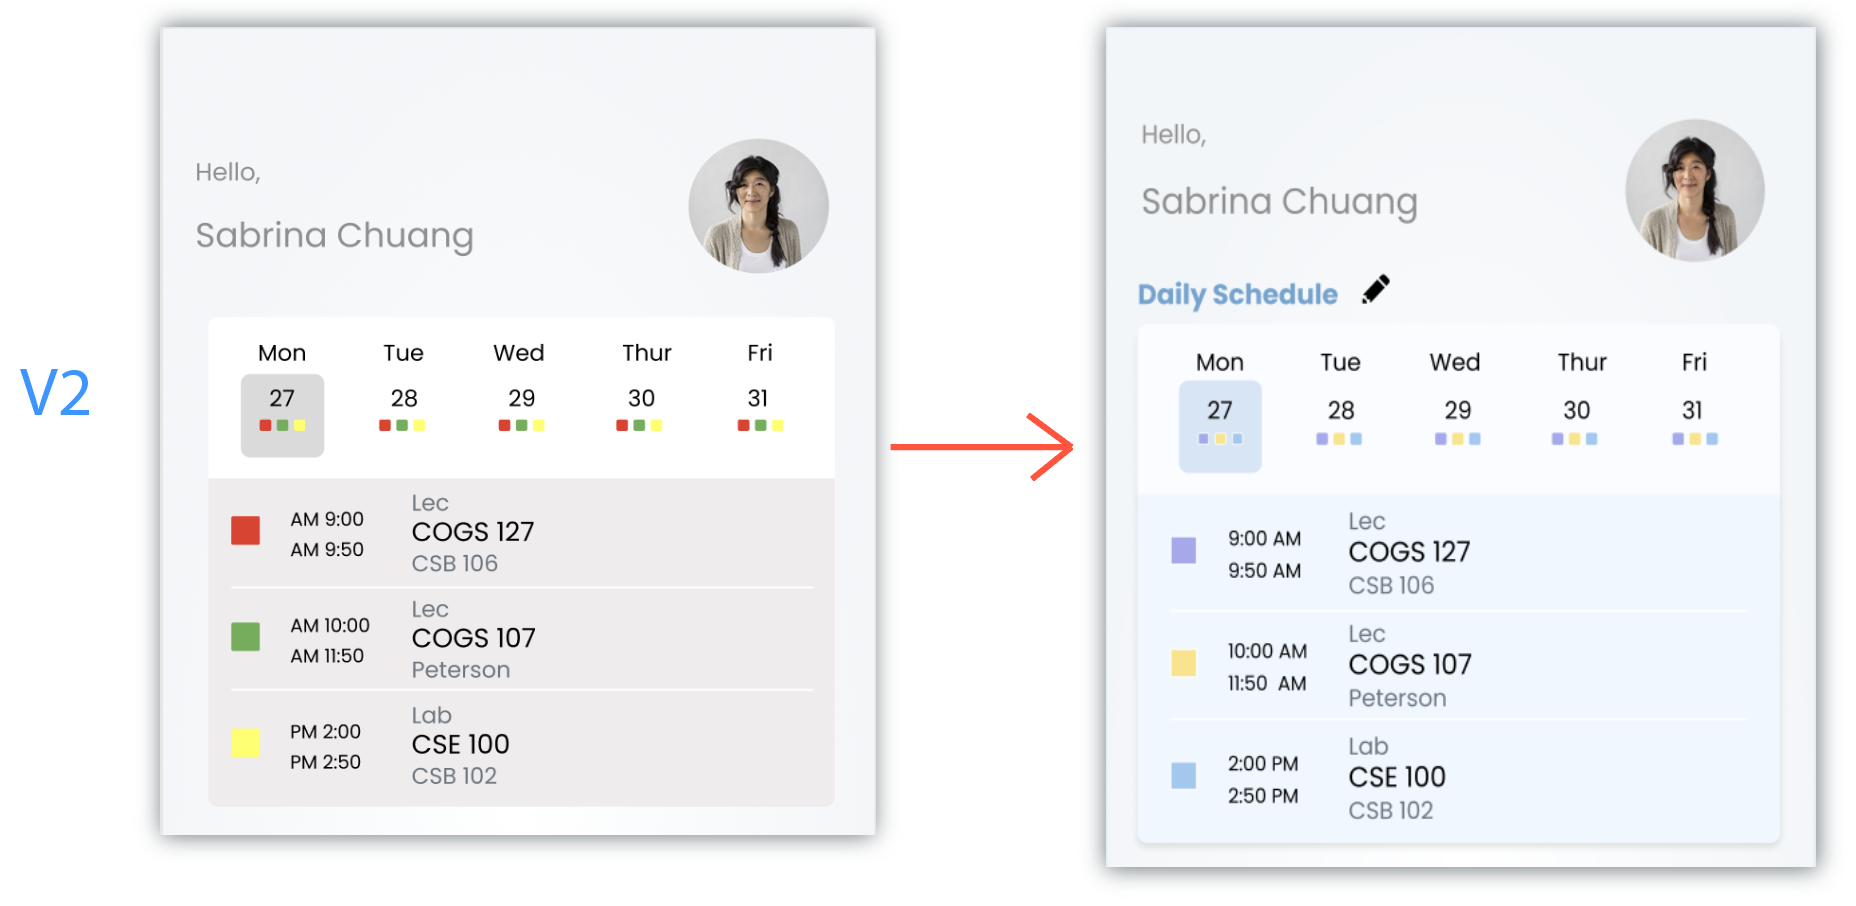 V2
Hello,
Sabrina Chuang
Mon Tue Wed Thur Fri
27 28 29 30 31
AM 9:00
AM 9:50
Lec
COGS 127
CSB 106
AM 10:00
AM 11:50
Lec
COGS 107
Peterson
PM 2:00
PM 2:50
Lab
CSE 100
CSB 102
Hello,
Sabrina Chuang
Daily Schedule
Mon Tue Wed Thur Fri
27 28 29 30 31
9:00 AM
9:50 AM
Lec
COGS 127
CSB 106
10:00 AM
11:50 AM
Lec
COGS 107
Peterson
2:00 PM
2:50 PM
Lab
CSE 100
CSB 102